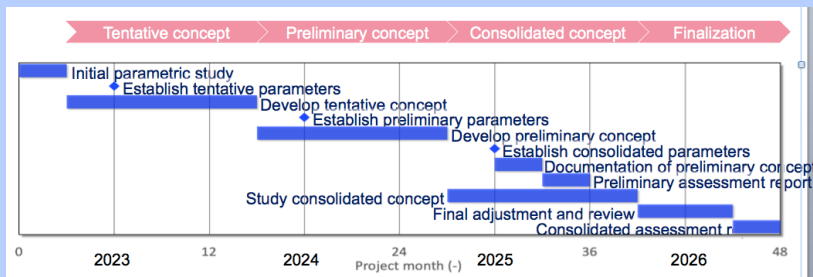 Tentative concept Preliminary concept Consolidated concept Finalization
Initial parametric study
Establish tentative parameters
Develop tentative concept
Establish preliminary parameters
Develop preliminary concept
Establish consolidated parameters
Documentation of preliminary concept
Preliminary assessment report
Study consolidated concept
Final adjustment and review
Consolidated assessment r
0 12 24 36 48
2023 2024 2025 2026
Project month (-)